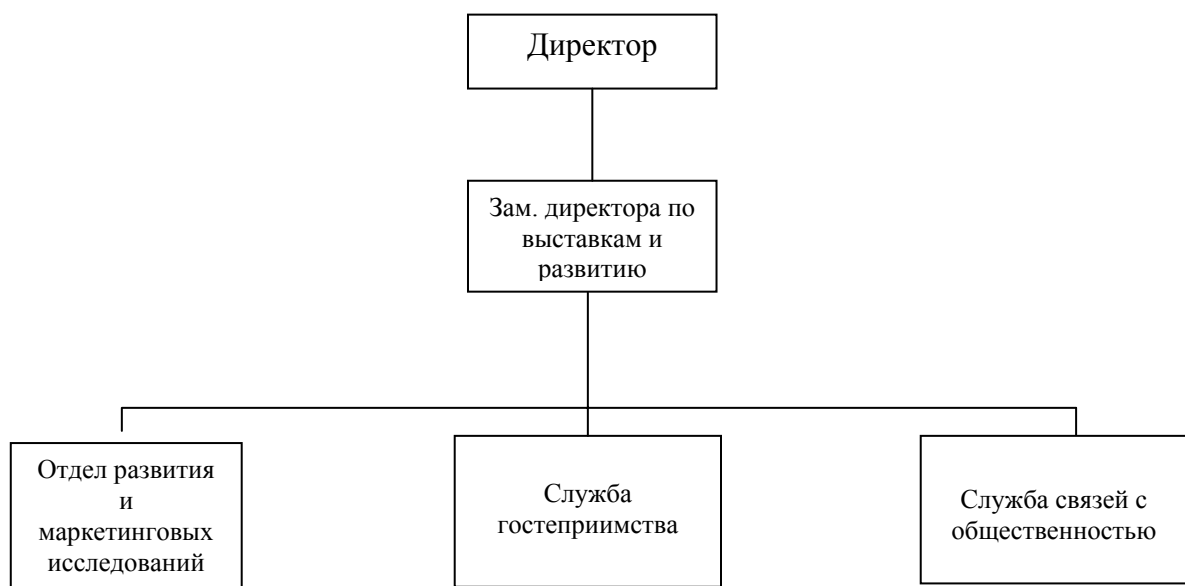 Директор
Зам. директора по
выставкам и
развитию
Отдел развития
и
маркетинговых
исследований
Служба
гостеприимства
Служба связей с
общественностью